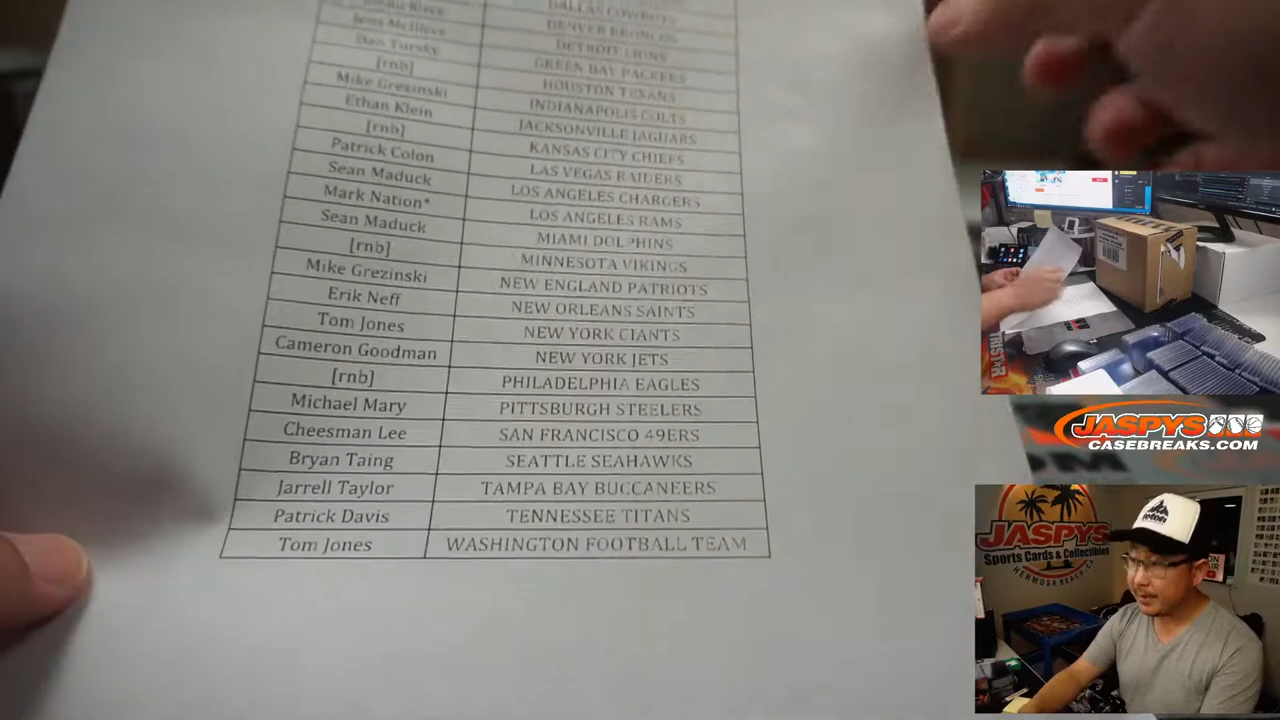 DALLAS COWBOYS
DENVER BRONCOS
Dan Tursky DETROIT LIONS
[rnb] GREEN BAY PACKERS
Mike Grezinski HOUSTON TEXANS
Ethan Klein INDIANAPOLIS COLTS
[rnb] JACKSONVILLE JAGUARS
Patrick Colon KANSAS CITY CHIEFS
Sean Maduck LAS VEGAS RAIDERS
Mark Nation* LOS ANGELES CHARGERS
Sean Maduck LOS ANGELES RAMS
[rnb] MIAMI DOLPHINS
Mike Grezinski MINNESOTA VIKINGS
Erik Neff NEW ENGLAND PATRIOTS
Tom Jones NEW ORLEANS SAINTS
Cameron Goodman NEW YORK GIANTS
[rnb] NEW YORK JETS
Michael Mary PHILADELPHIA EAGLES
Cheesman Lee PITTSBURGH STEELERS
Bryan Taing SAN FRANCISCO 49ERS
Jarrell Taylor SEATTLE SEAHAWKS
Patrick Davis TAMPA BAY BUCCANEERS
Tom Jones TENNESSEE TITANS
WASHINGTON FOOTBALL TEAM
TRISTAR
JASPYS
CASEBREAKS.COM
JASPYS
Sports Cards & Collectibles
HERMOSA BEACH, CA
ON
AIR